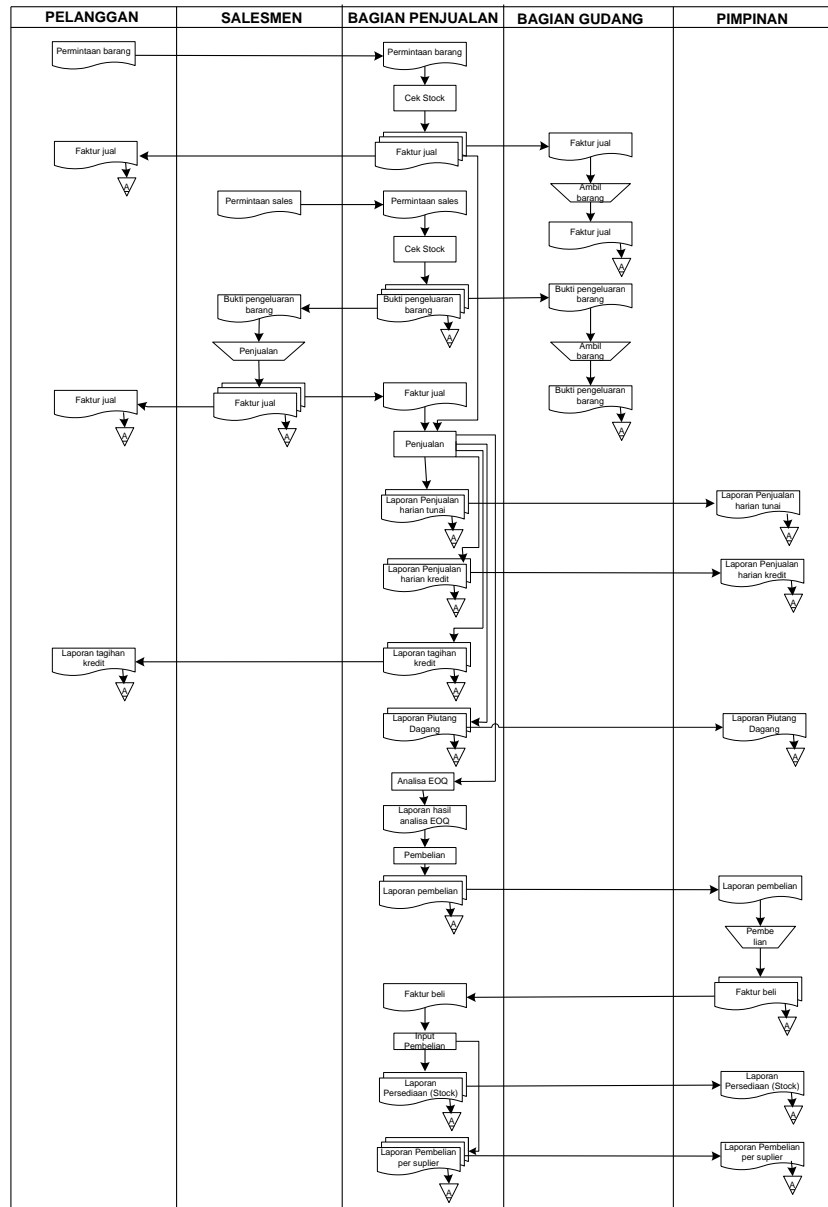 PELANGGAN SALESMEN BAGIAN PENJUALAN BAGIAN GUDANG PIMPINAN
Permintaan barang
Permintaan barang
Cek Stock
Faktur jual
Faktur jual
Faktur jual
A
Ambil
barang
Permintaan sales
Permintaan sales
Faktur jual
A
Cek Stock
Bukti pengeluaran
barang
Bukti pengeluaran
barang
A
Bukti pengeluaran
barang
Penjualan
Ambil
barang
Faktur jual
A
Faktur jual
A
Faktur jual
Bukti pengeluaran
barang
A
Penjualan
Laporan Penjualan
harian tunai
A
Laporan Penjualan
harian tunai
A
Laporan Penjualan
harian kredit
A
Laporan Penjualan
harian kredit
A
Laporan tagihan
kredit
A
Laporan tagihan
kredit
A
Laporan Piutang
Dagang
A
Laporan Piutang
Dagang
A
Analisa EOQ
Laporan hasil
analisa EOQ
Pembelian
Laporan pembelian
A
Laporan pembelian
Pembe
lian
Faktur beli
Faktur beli
A
Input
Pembelian
Laporan
Persediaan (Stock)
A
Laporan
Persediaan (Stock)
A
Laporan Pembelian
per suplier
A
Laporan Pembelian
per suplier
A